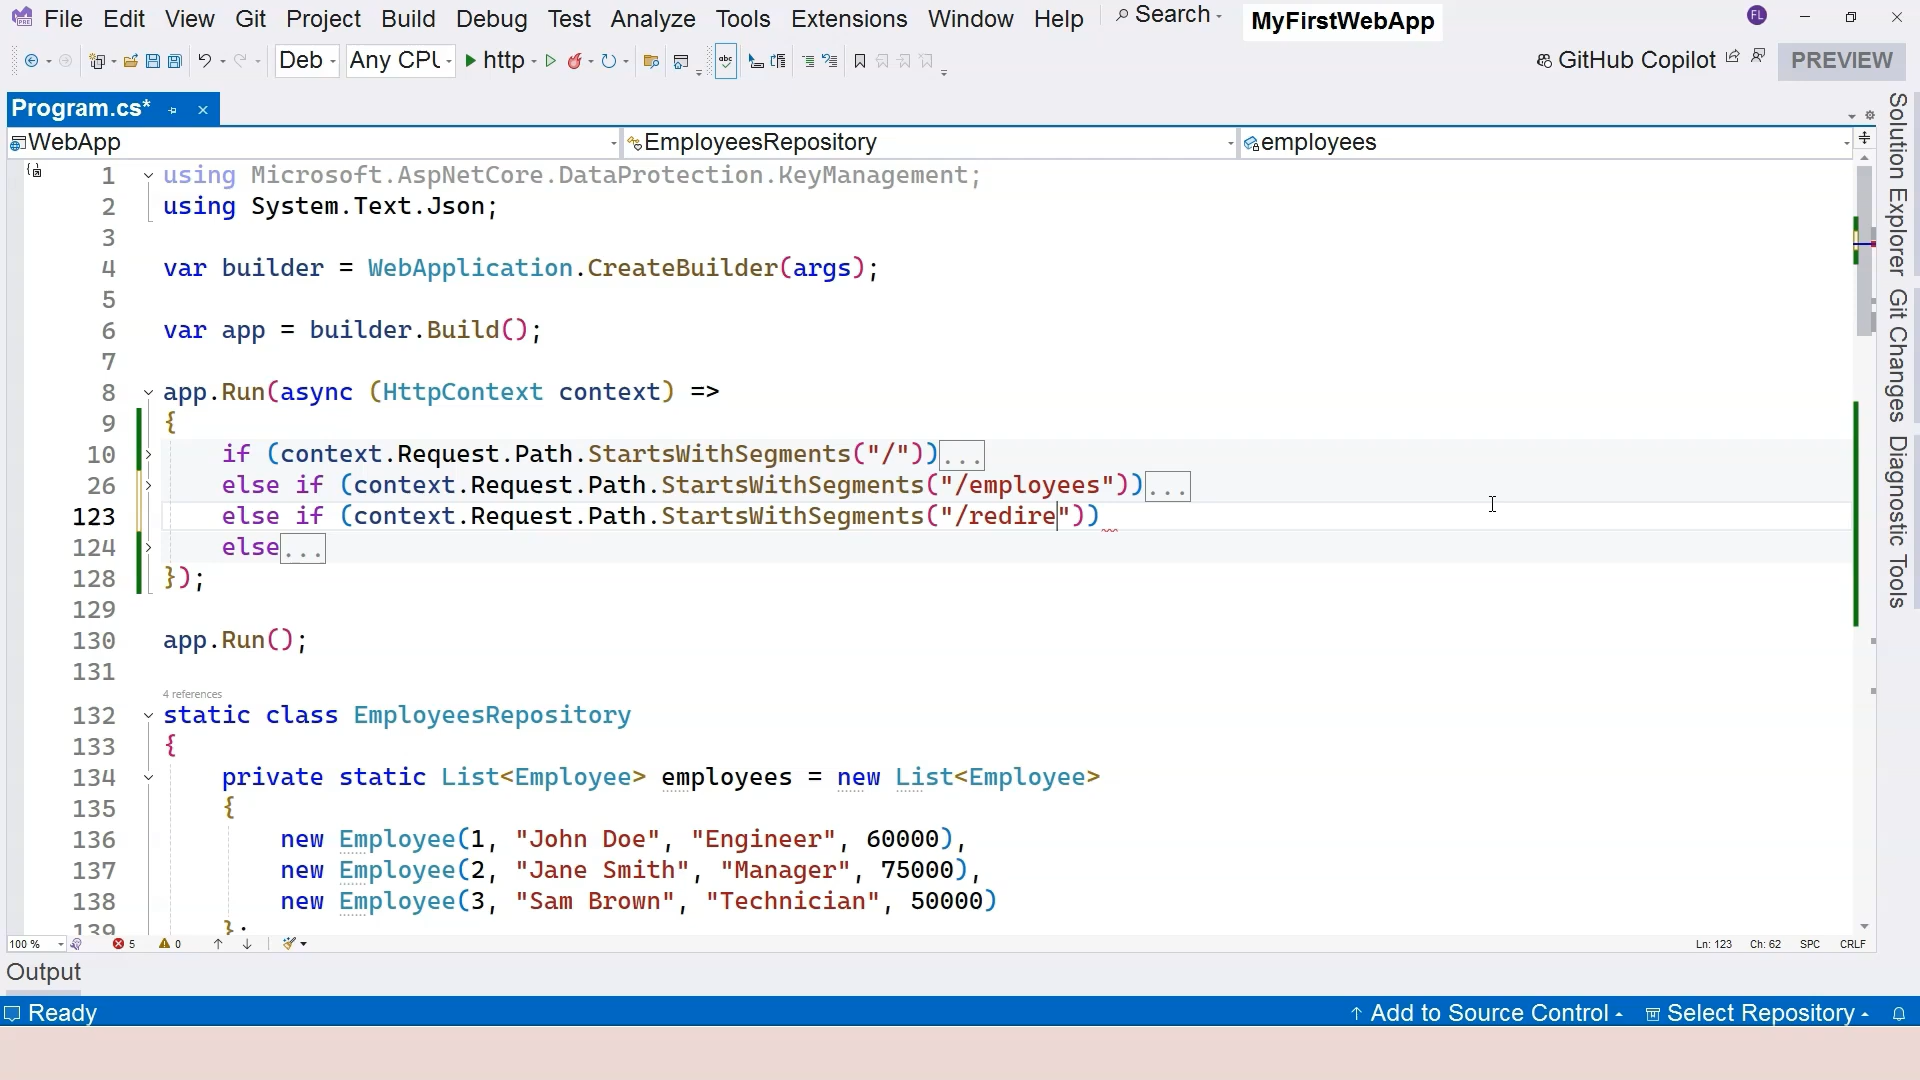 File Edit View Git Project Build Debug Test Analyze Tools Extensions Window Help Search MyFirstWebApp FL
Deb Any CPU http GitHub Copilot PREVIEW
Program.cs*
WebApp EmployeesRepository employees
1 using Microsoft.AspNetCore.DataProtection.KeyManagement;
2 using System.Text.Json;
3
4 var builder = WebApplication.CreateBuilder(args);
5
6 var app = builder.Build();
7
8 app.Run(async (HttpContext context) =>
9 {
10 if (context.Request.Path.StartsWithSegments("/"))...
26 else if (context.Request.Path.StartsWithSegments("/employees"))...
123 else if (context.Request.Path.StartsWithSegments("/redire"))
124 else...
128 });
129
130 app.Run();
131
4 references
132 static class EmployeesRepository
133 {
134 private static List<Employee> employees = new List<Employee>
135 {
136 new Employee(1, "John Doe", "Engineer", 60000),
137 new Employee(2, "Jane Smith", "Manager", 75000),
138 new Employee(3, "Sam Brown", "Technician", 50000)
139 };
100 % 5 0 Ln: 123 Ch: 62 SPC CRLF
Output
Ready Add to Source Control Select Repository
Solution Explorer
Git Changes
Diagnostic Tools